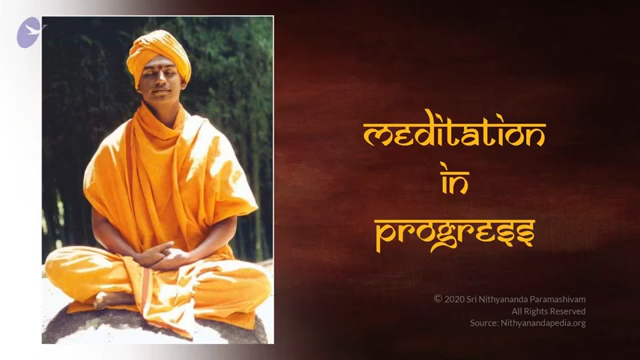 meditation
in
progress
© 2020 Sri Nithyananda Paramashivam
All Rights Reserved
Source: Nithyanandapedia.org